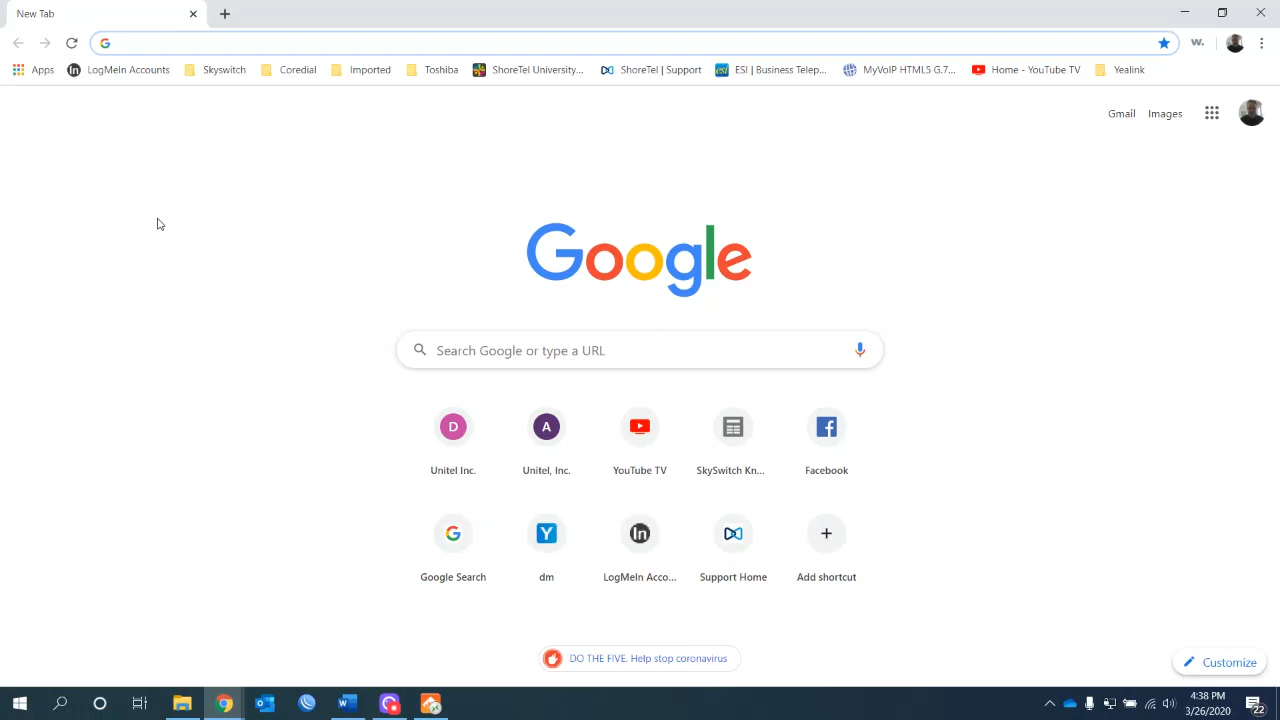 New Tab
Apps LogMeIn Accounts Skyswitch Coredial Imported Toshiba ShoreTel University... ShoreTel | Support ESI | Business Telep... MyVoIP HTML5 G.7... Home - YouTube TV Yealink
Gmail Images
Google
Search Google or type a URL
D A
Unitel Inc. Unitel, Inc. YouTube TV SkySwitch Kn... Facebook
Google Search dm LogMeIn Acco... Support Home Add shortcut
DO THE FIVE. Help stop coronavirus
Customize
4:38 PM
3/26/2020
22